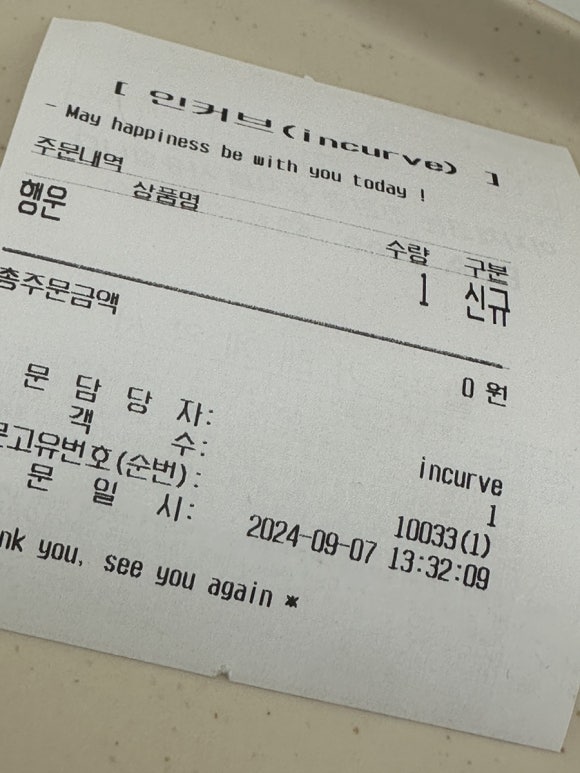 [ 인커브(incurve) ]
- May happiness be with you today !
주문내역
상품명 수량 구분
행운 1 신규
총주문금액 0 원
문 담 당 자: incurve
객 수: 1
문고유번호(순번): 10033(1)
문 일 시: 2024-09-07 13:32:09
nk you, see you again *